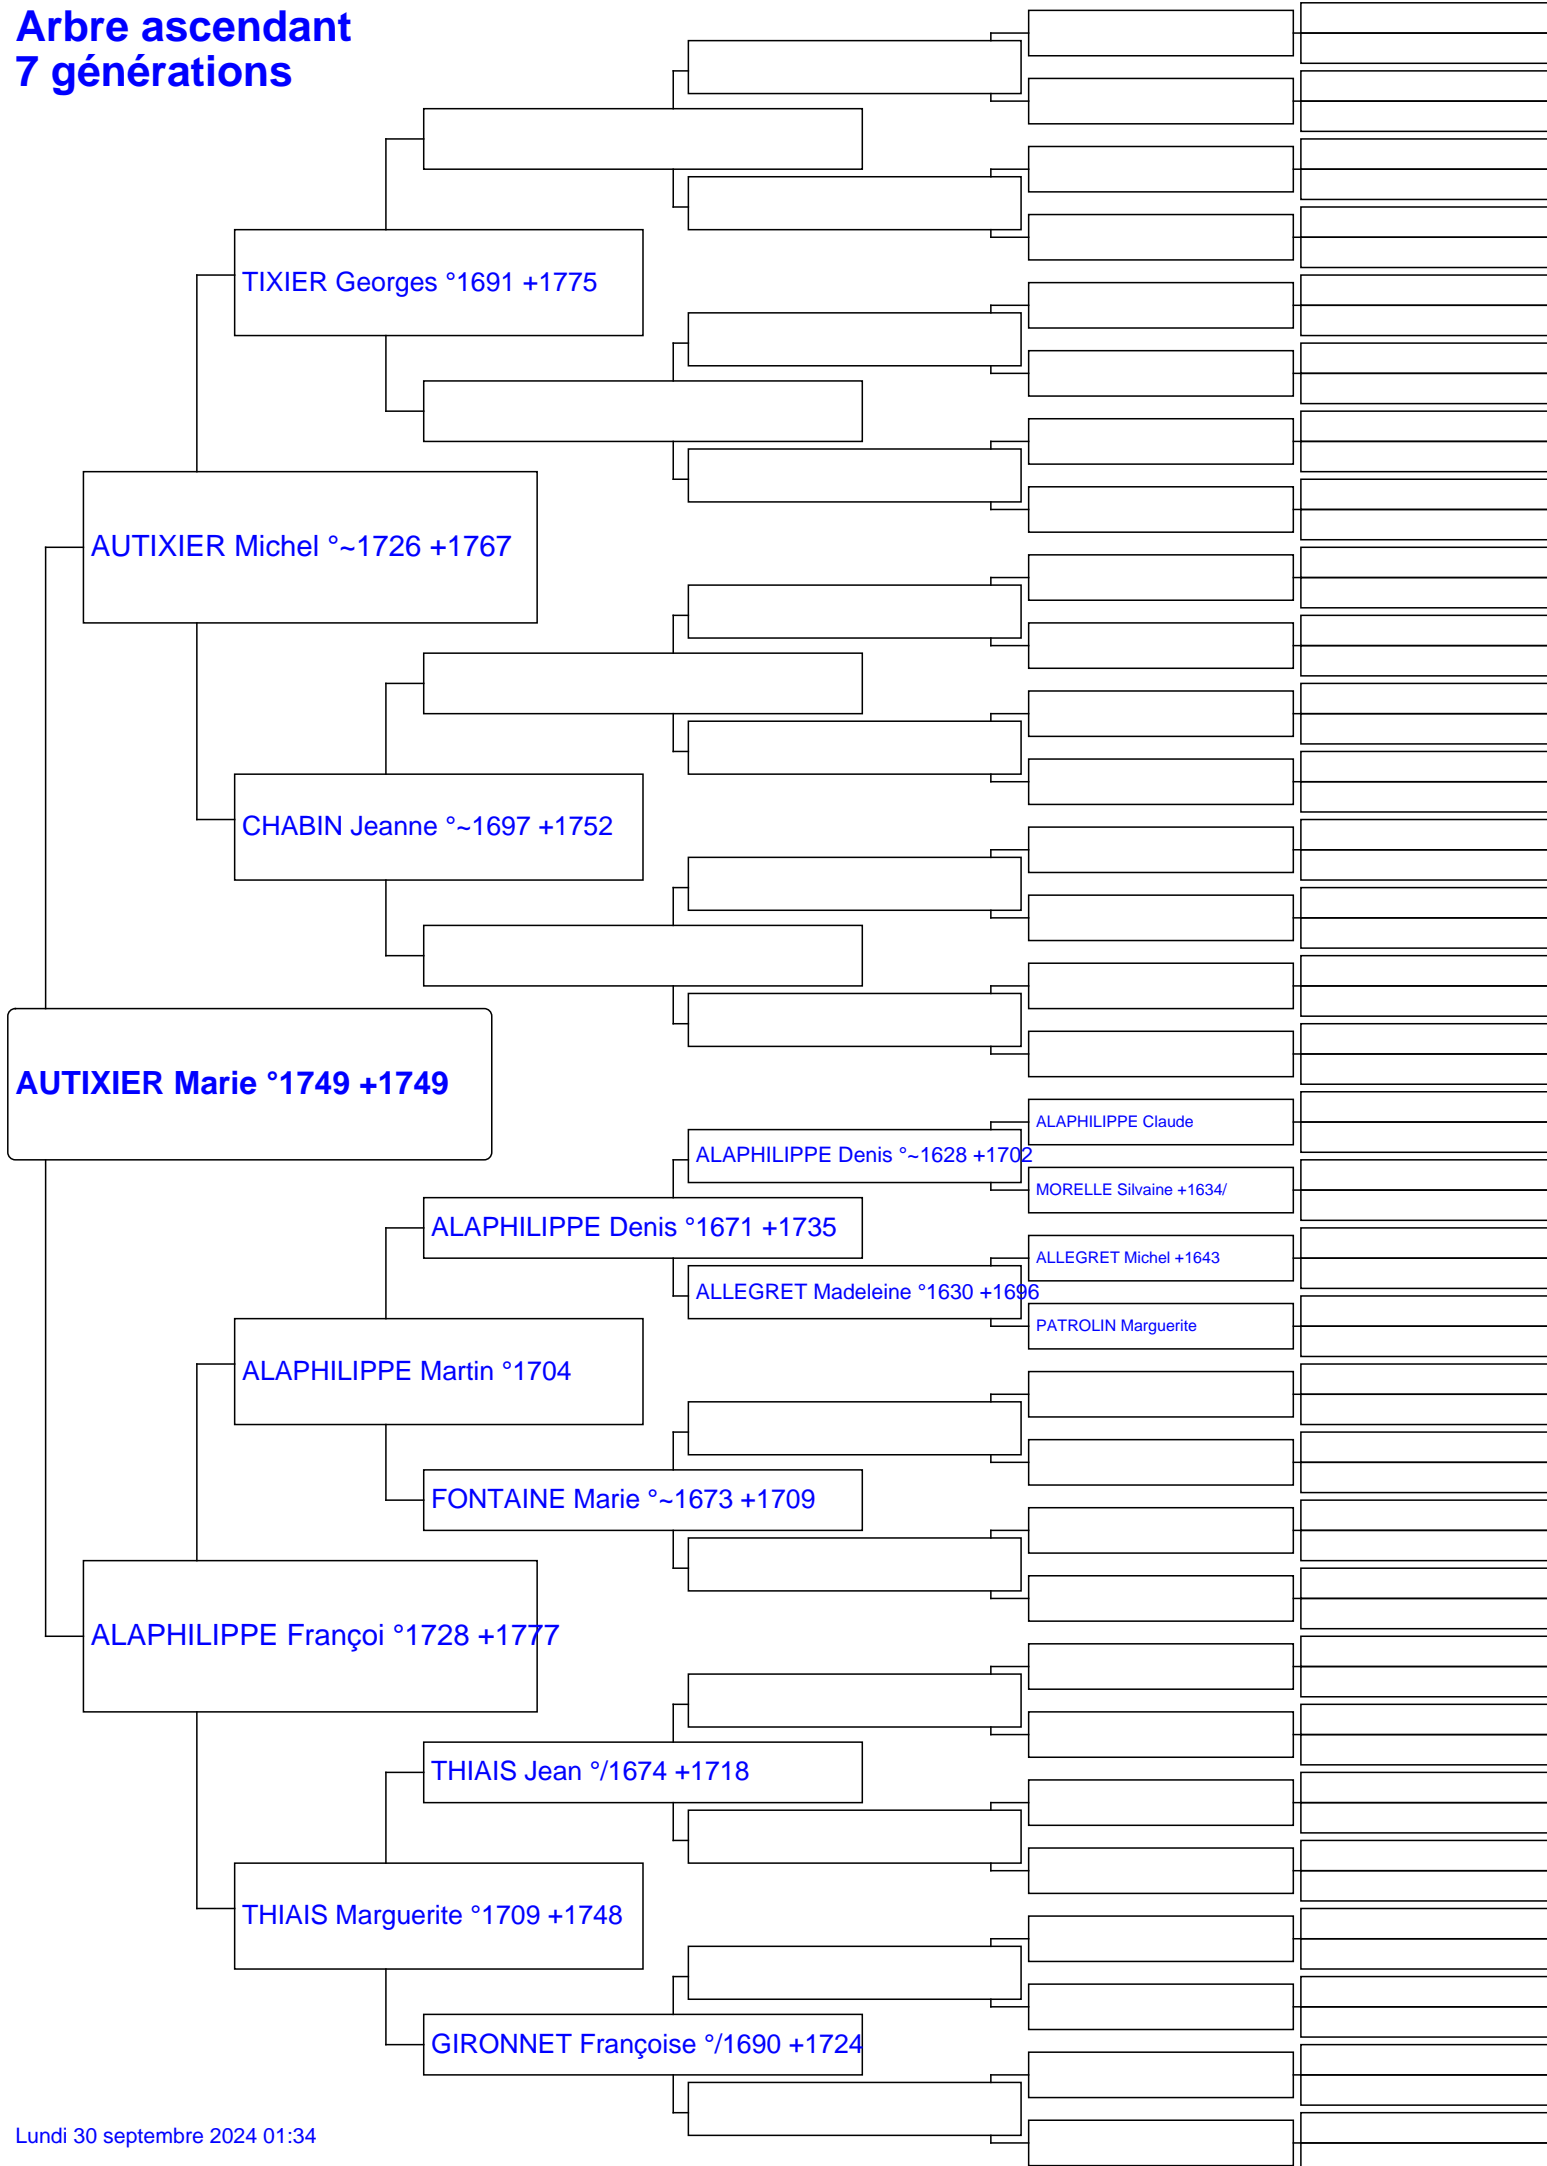 Arbre ascendant
7 générations
TIXIER Georges °1691 +1775
AUTIXIER Michel °~1726 +1767
CHABIN Jeanne °~1697 +1752
AUTIXIER Marie °1749 +1749
ALAPHILIPPE Claude
ALAPHILIPPE Denis °~1628 +1702
MORELLE Silvaine +1634/
ALAPHILIPPE Denis °1671 +1735
ALLEGRET Michel +1643
ALLEGRET Madeleine °1630 +1696
PATROLIN Marguerite
ALAPHILIPPE Martin °1704
FONTAINE Marie °~1673 +1709
ALAPHILIPPE Françoi °1728 +1777
THIAIS Jean °/1674 +1718
THIAIS Marguerite °1709 +1748
GIRONNET Françoise °/1690 +1724
Lundi 30 septembre 2024 01:34